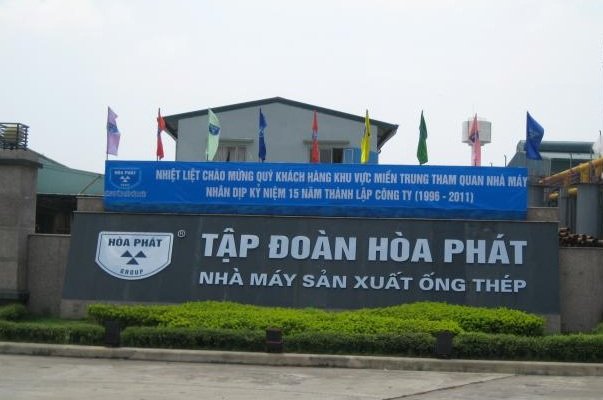 HÒA PHÁT
NHIỆT LIỆT CHÀO MỪNG QUÝ KHÁCH HÀNG KHU VỰC MIỀN TRUNG THAM QUAN NHÀ MÁY
NHÂN DỊP KỶ NIỆM 15 NĂM THÀNH LẬP CÔNG TY (1996 - 2011)
HÒA PHÁT
GROUP
®
TẬP ĐOÀN HÒA PHÁT
NHÀ MÁY SẢN XUẤT ỐNG THÉP